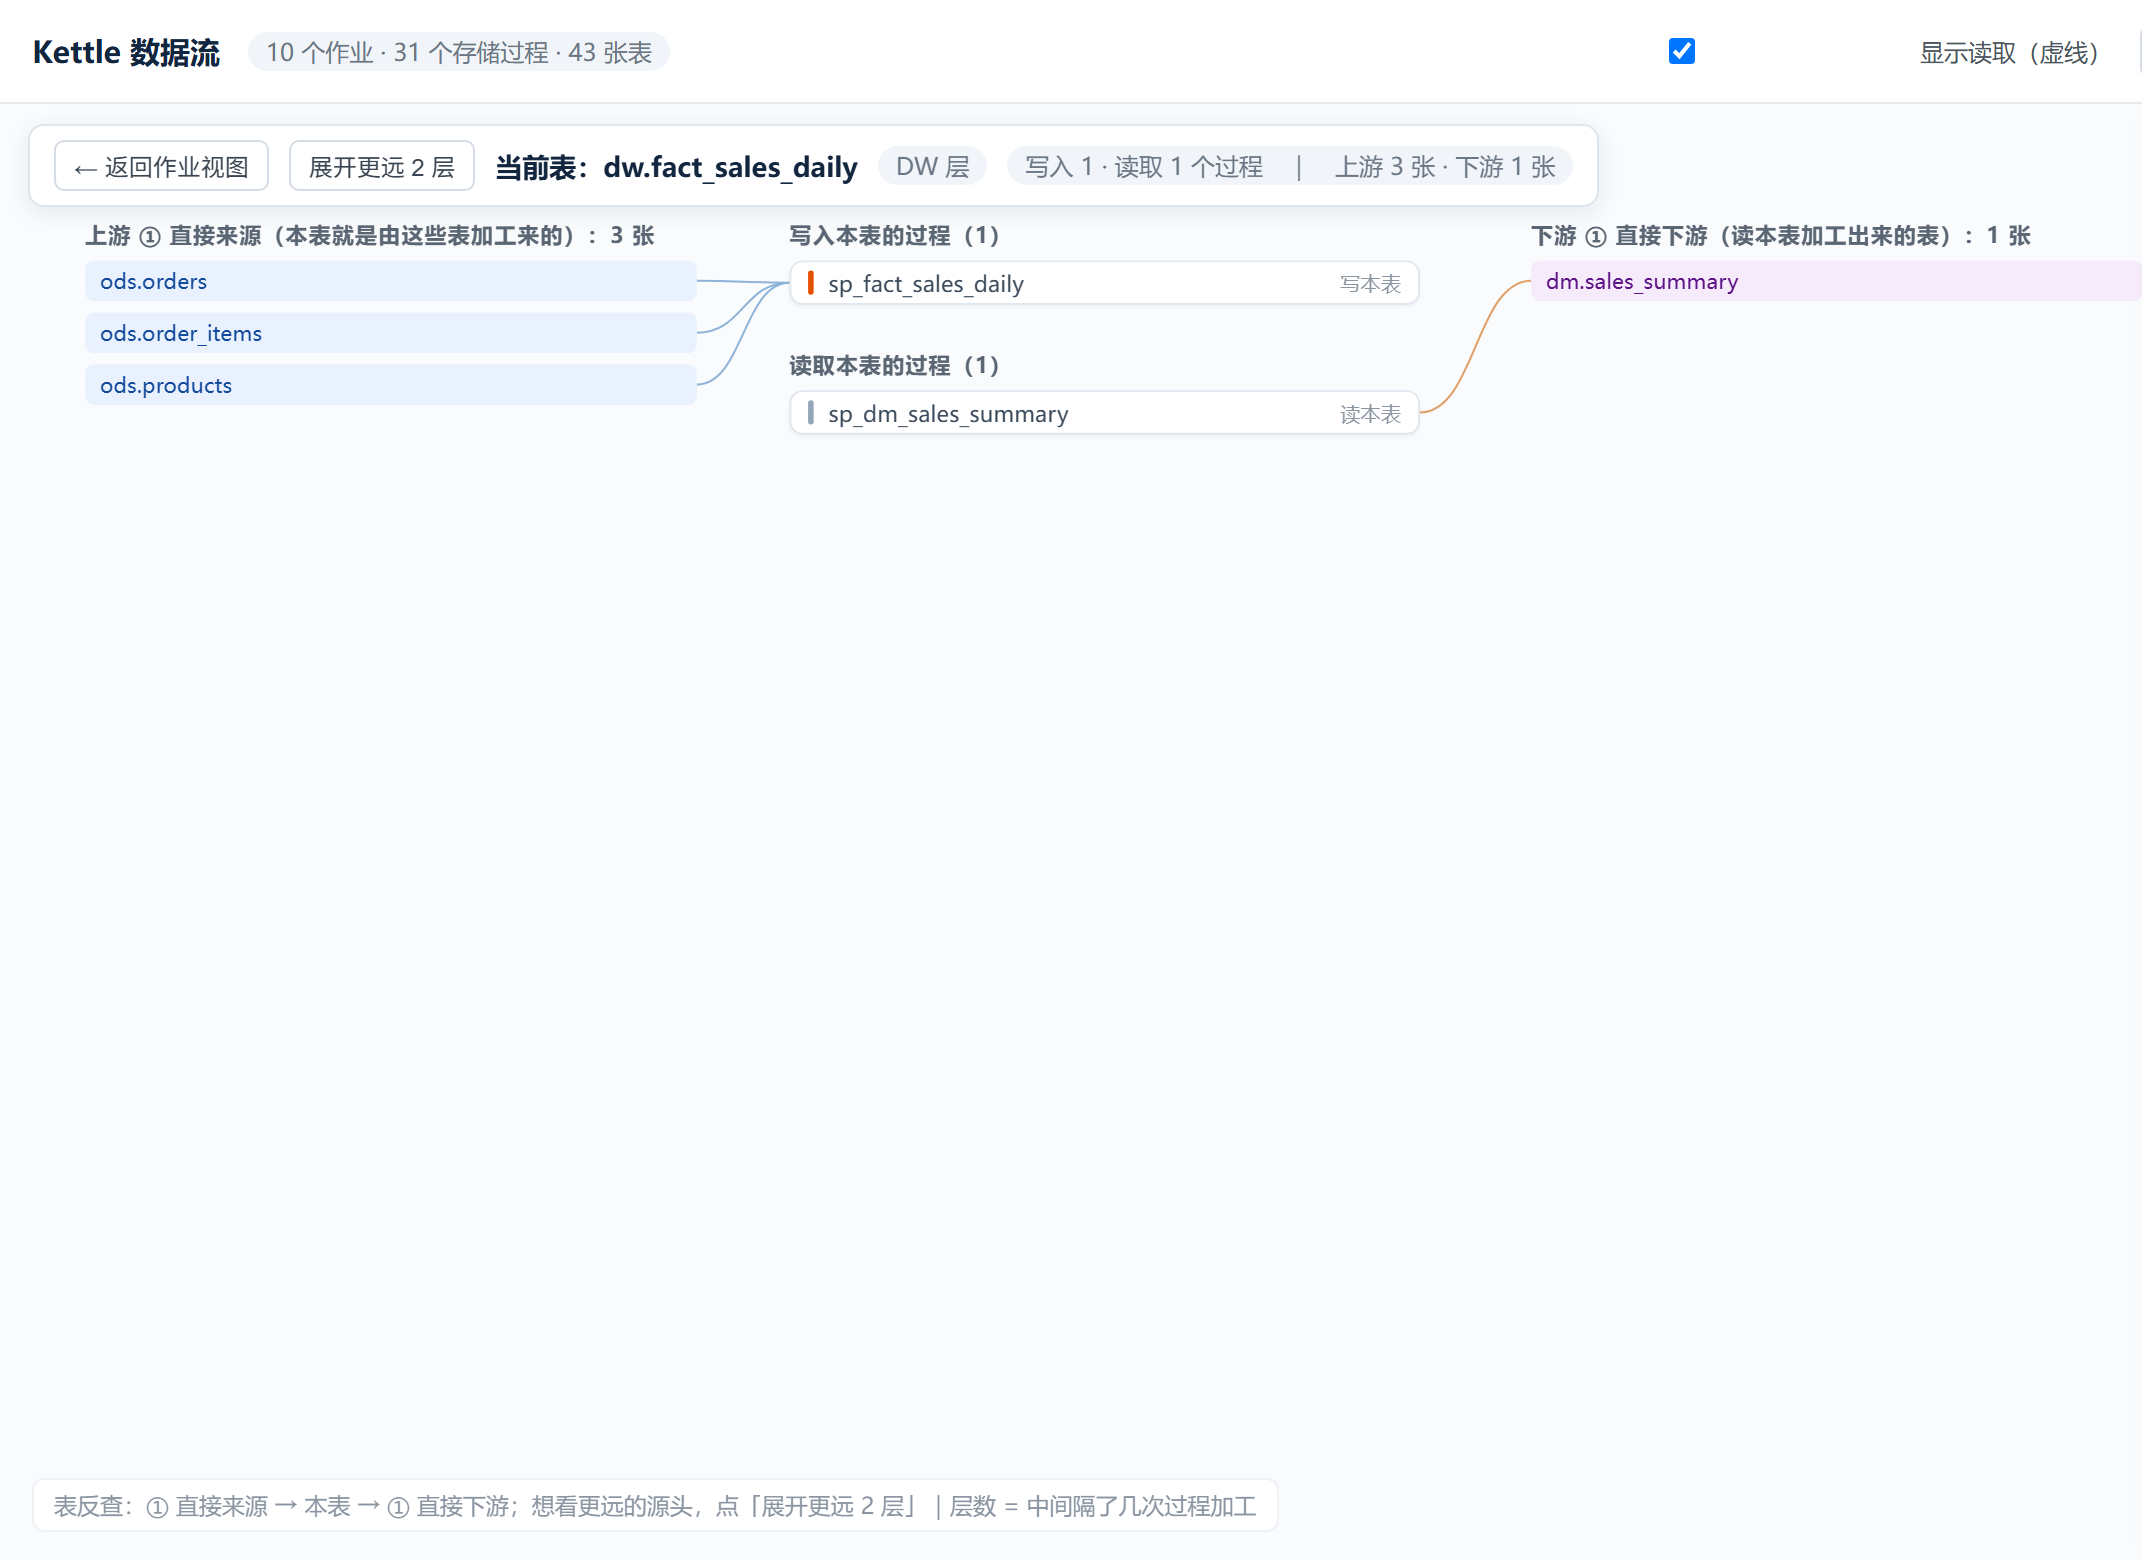 Kettle 数据流
10 个作业 · 31 个存储过程 · 43 张表
显示读取（虚线）
← 返回作业视图
展开更远 2 层
当前表：dw.fact_sales_daily
DW 层
写入 1 · 读取 1 个过程 | 上游 3 张 · 下游 1 张
上游 ① 直接来源（本表就是由这些表加工来的）: 3 张
ods.orders
ods.order_items
ods.products
写入本表的过程（1）
sp_fact_sales_daily
写本表
读取本表的过程（1）
sp_dm_sales_summary
读本表
下游 ① 直接下游（读本表加工出来的表）: 1 张
dm.sales_summary
表反查：① 直接来源 → 本表 → ① 直接下游；想看更远的源头，点「展开更远 2 层」 | 层数 = 中间隔了几次过程加工